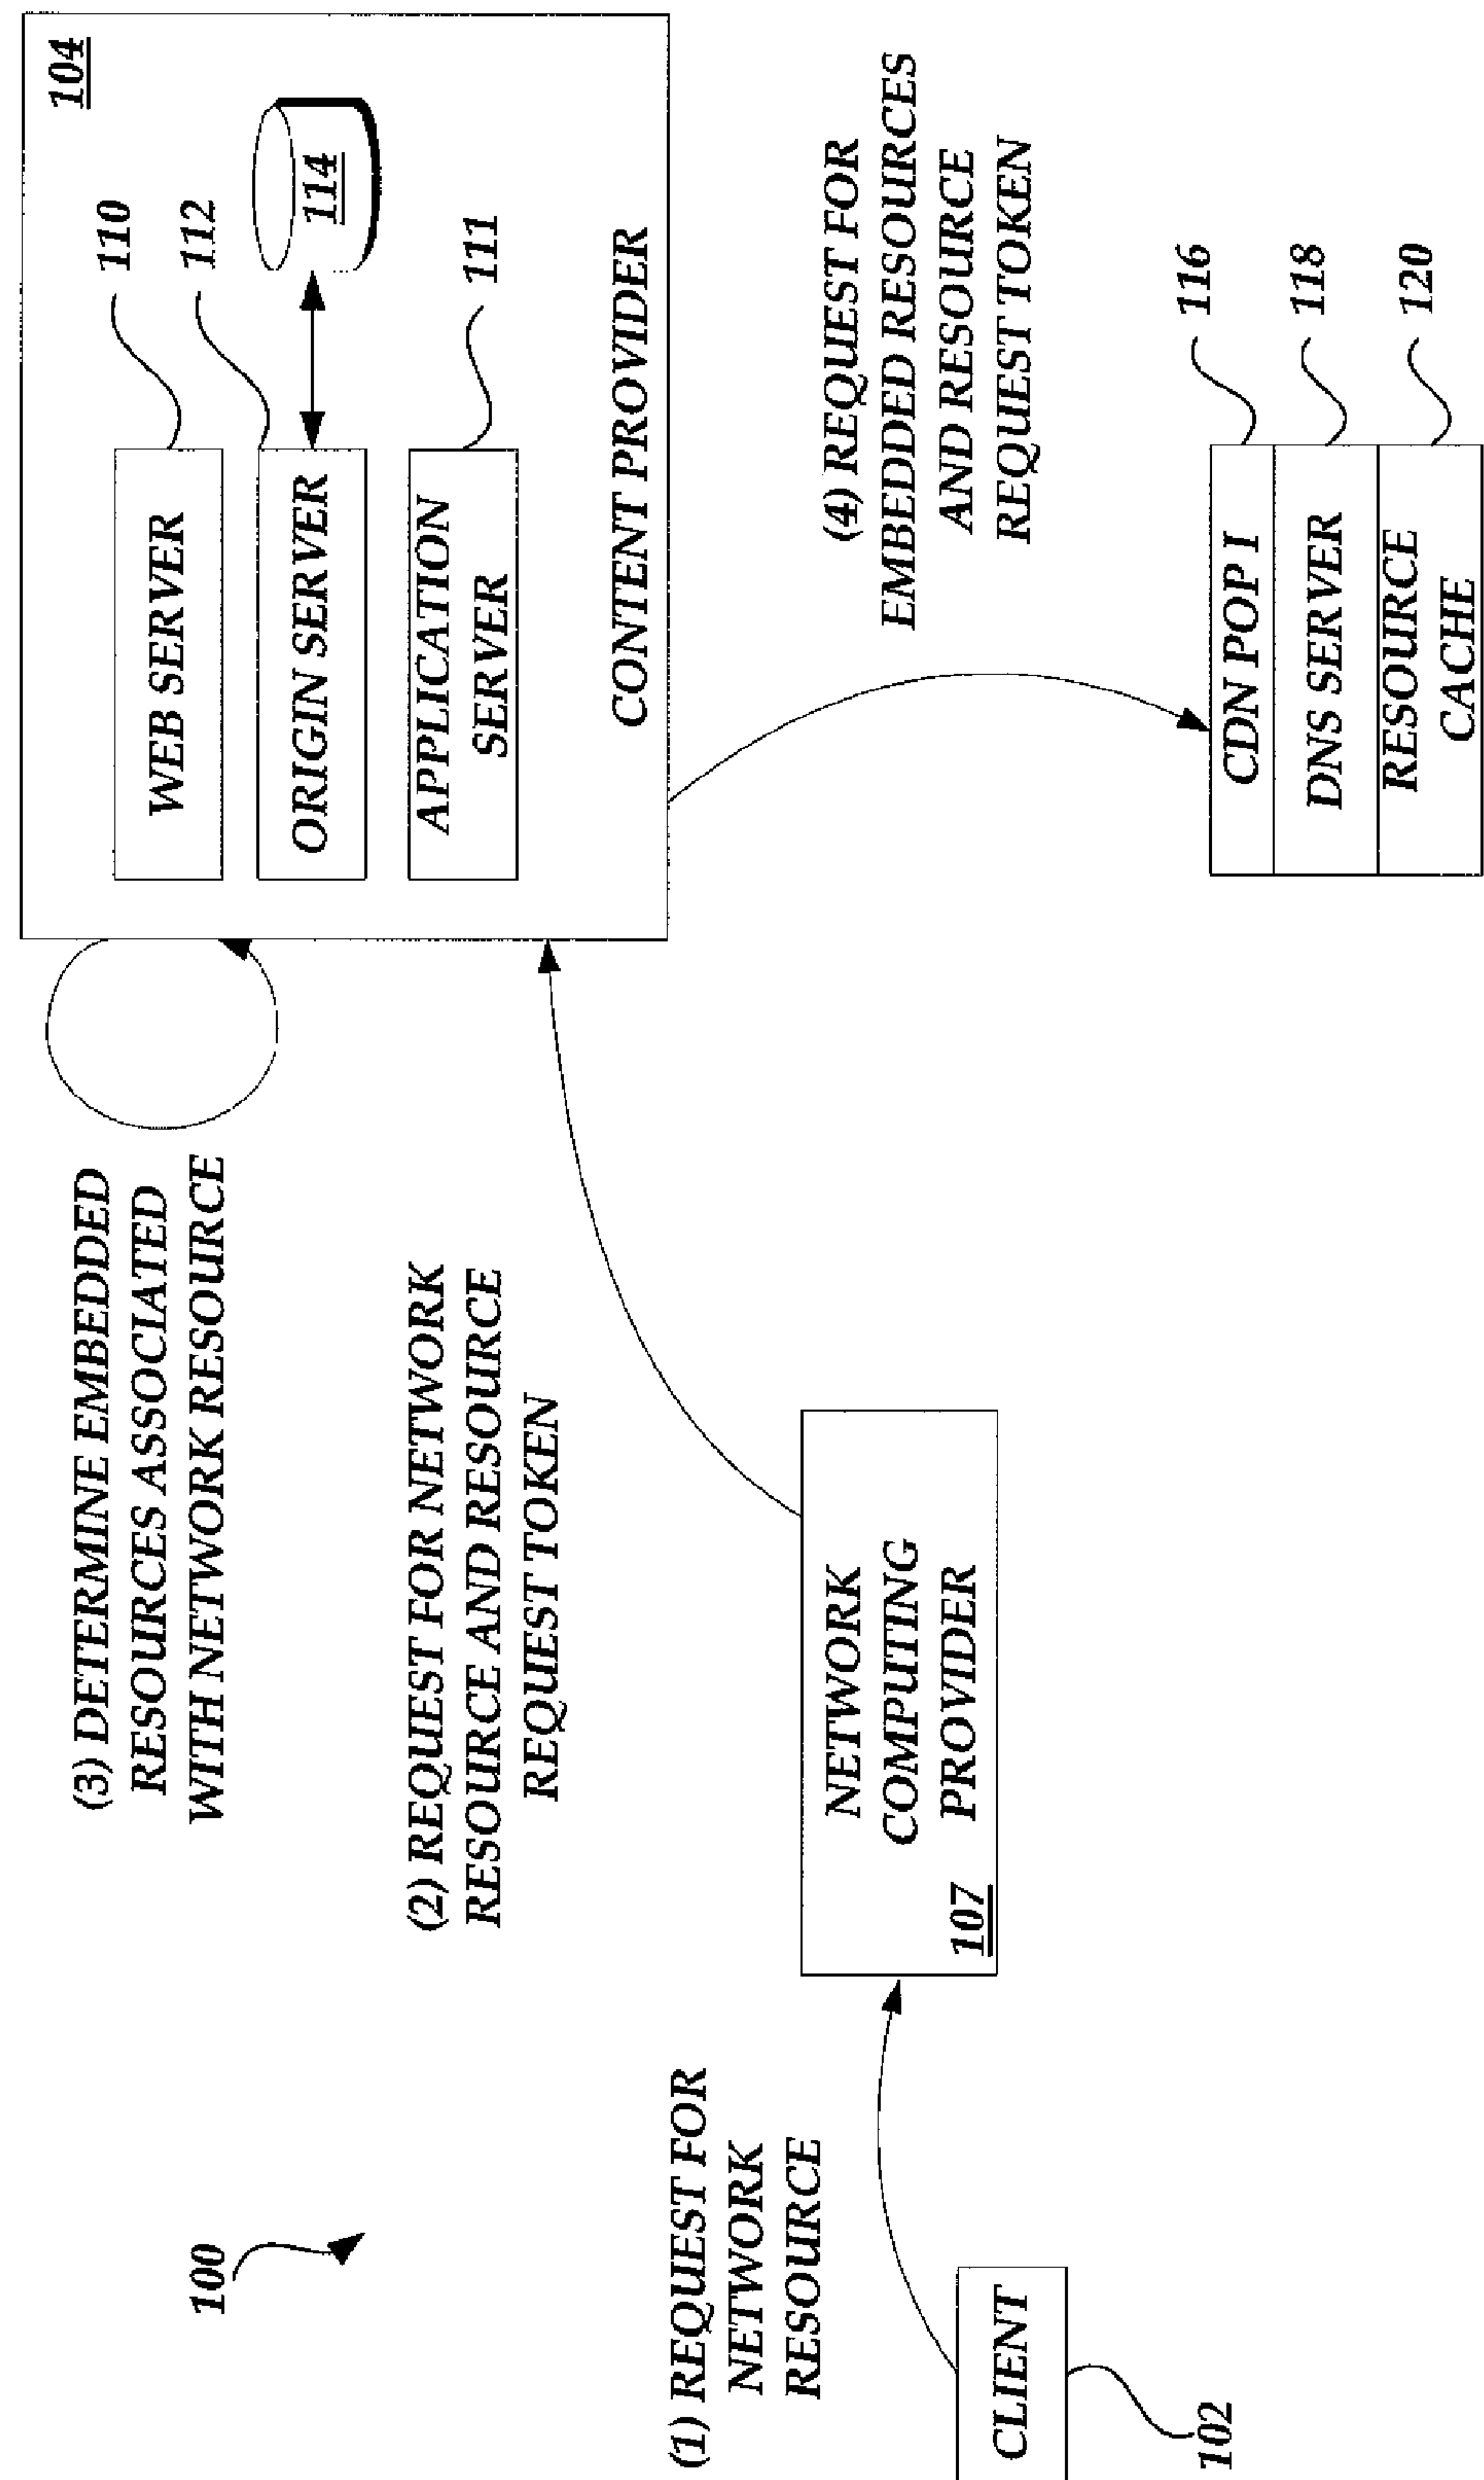 100
(1) REQUEST FOR
NETWORK
RESOURCE
CLIENT
102
(2) REQUEST FOR NETWORK
RESOURCE AND RESOURCE
REQUEST TOKEN
NETWORK
COMPUTING
PROVIDER
107
(3) DETERMINE EMBEDDED
RESOURCES ASSOCIATED
WITH NETWORK RESOURCE
104
WEB SERVER
110
ORIGIN SERVER
112
114
APPLICATION
SERVER
111
CONTENT PROVIDER
(4) REQUEST FOR
EMBEDDED RESOURCES
AND RESOURCE
REQUEST TOKEN
CDN POP I
116
DNS SERVER
118
RESOURCE
CACHE
120